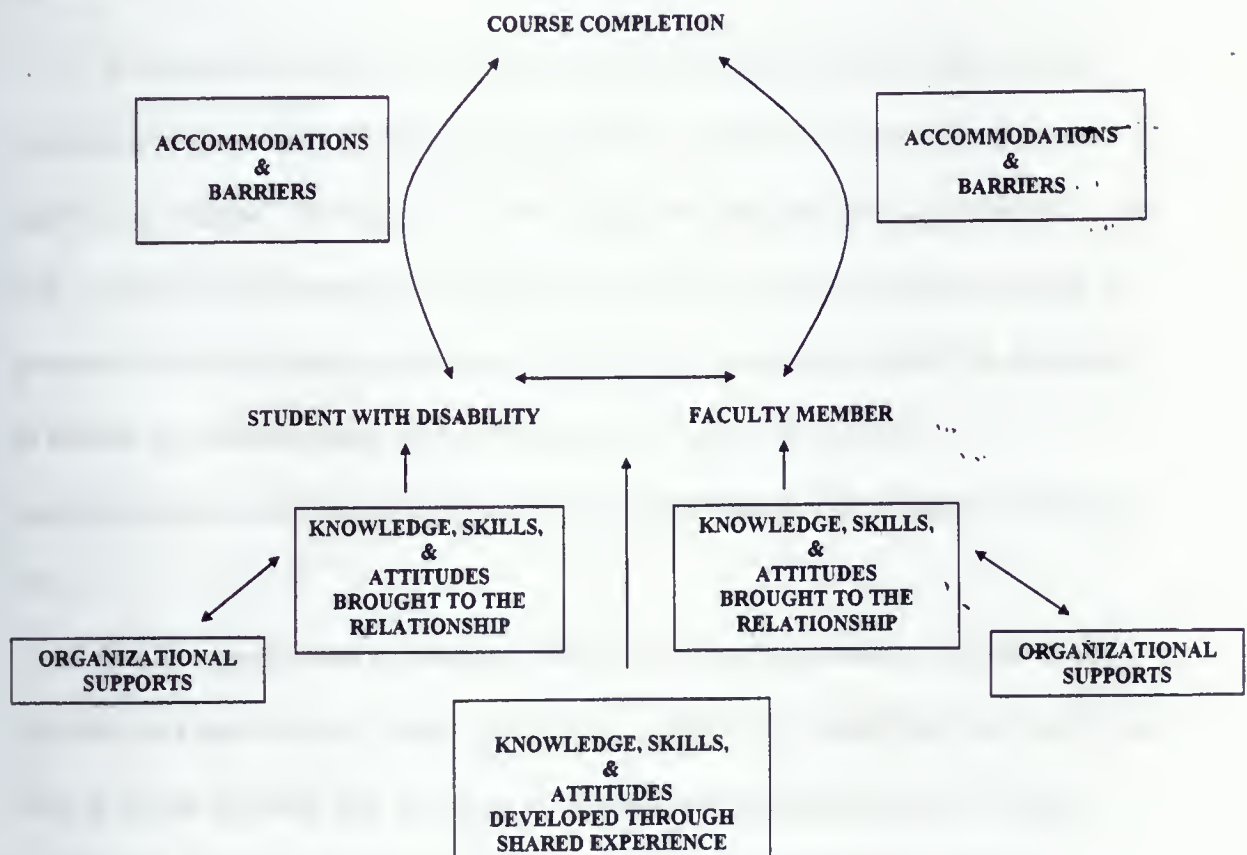 COURSE COMPLETION
ACCOMMODATIONS
&
BARRIERS
ACCOMMODATIONS
&
BARRIERS
STUDENT WITH DISABILITY
FACULTY MEMBER
KNOWLEDGE, SKILLS,
&
ATTITUDES
BROUGHT TO THE
RELATIONSHIP
KNOWLEDGE, SKILLS,
&
ATTITUDES
BROUGHT TO THE
RELATIONSHIP
ORGANIZATIONAL
SUPPORTS
ORGANIZATIONAL
SUPPORTS
KNOWLEDGE, SKILLS,
&
ATTITUDES
DEVELOPED THROUGH
SHARED EXPERIENCE